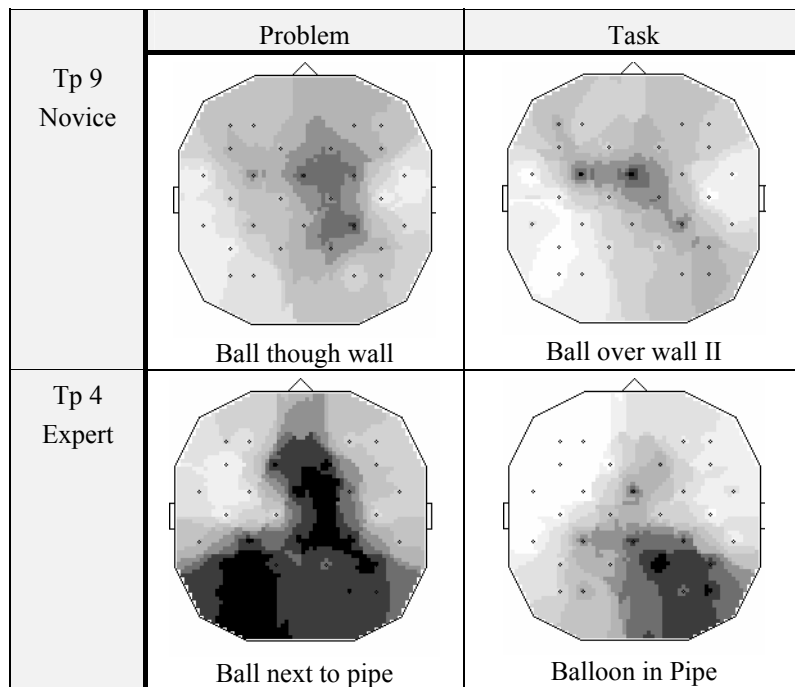 Problem
Task
Tp 9
Novice
Ball though wall
Ball over wall II
Tp 4
Expert
Ball next to pipe
Balloon in Pipe